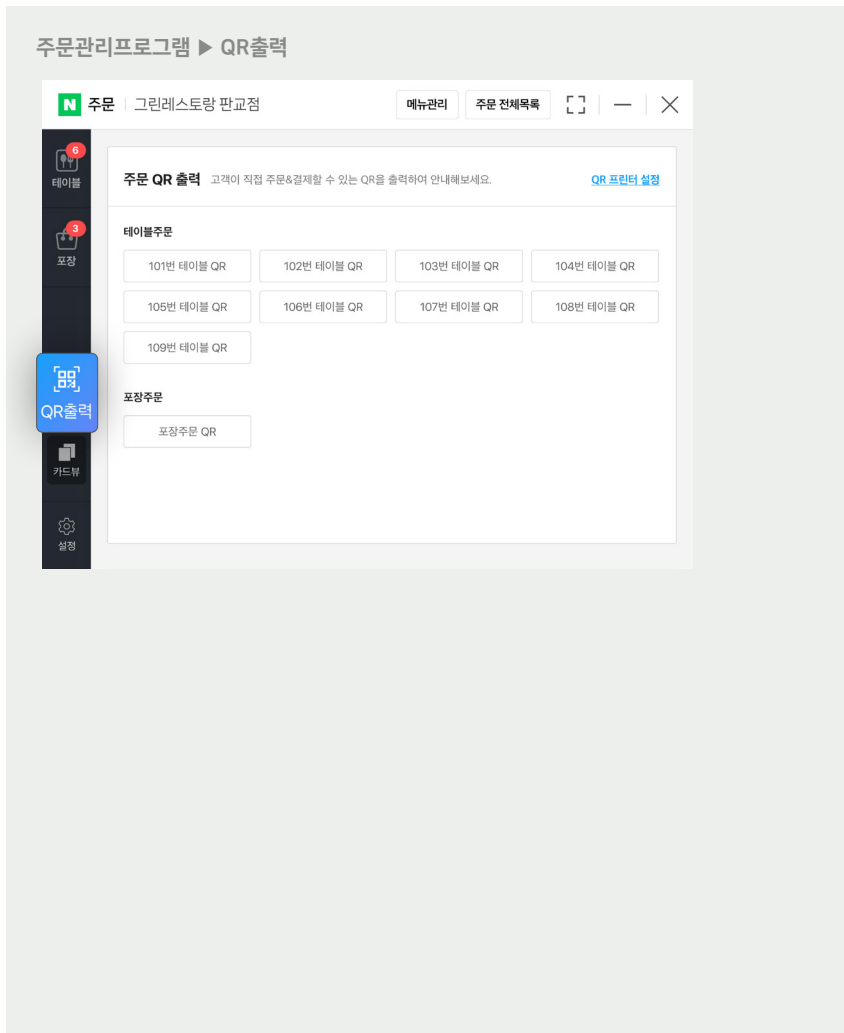 주문관리프로그램 ▶ QR출력
N 주문 | 그린레스토랑 판교점
메뉴관리
주문 전체목록
6
테이블
3
포장
QR출력
카드뷰
설정
주문 QR 출력 고객이 직접 주문&결제할 수 있는 QR을 출력하여 안내해보세요.
QR 프린터 설정
테이블주문
101번 테이블 QR
102번 테이블 QR
103번 테이블 QR
104번 테이블 QR
105번 테이블 QR
106번 테이블 QR
107번 테이블 QR
108번 테이블 QR
109번 테이블 QR
포장주문
포장주문 QR